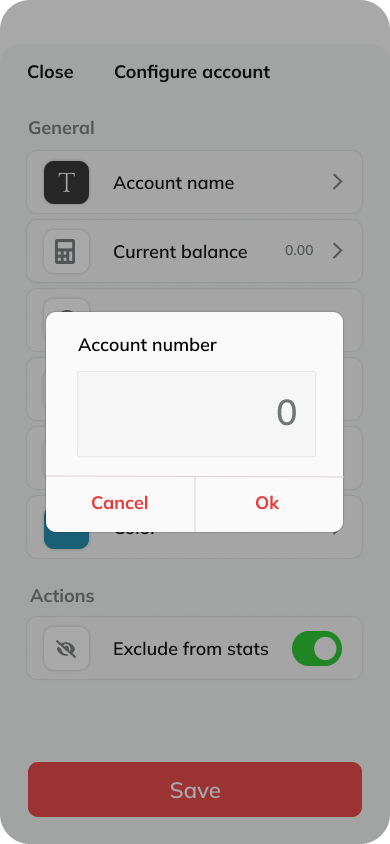 Close
Configure account
General
T
Account name
Current balance
0.00
Account number
0
Cancel
Ok
Color
Actions
Exclude from stats
Save